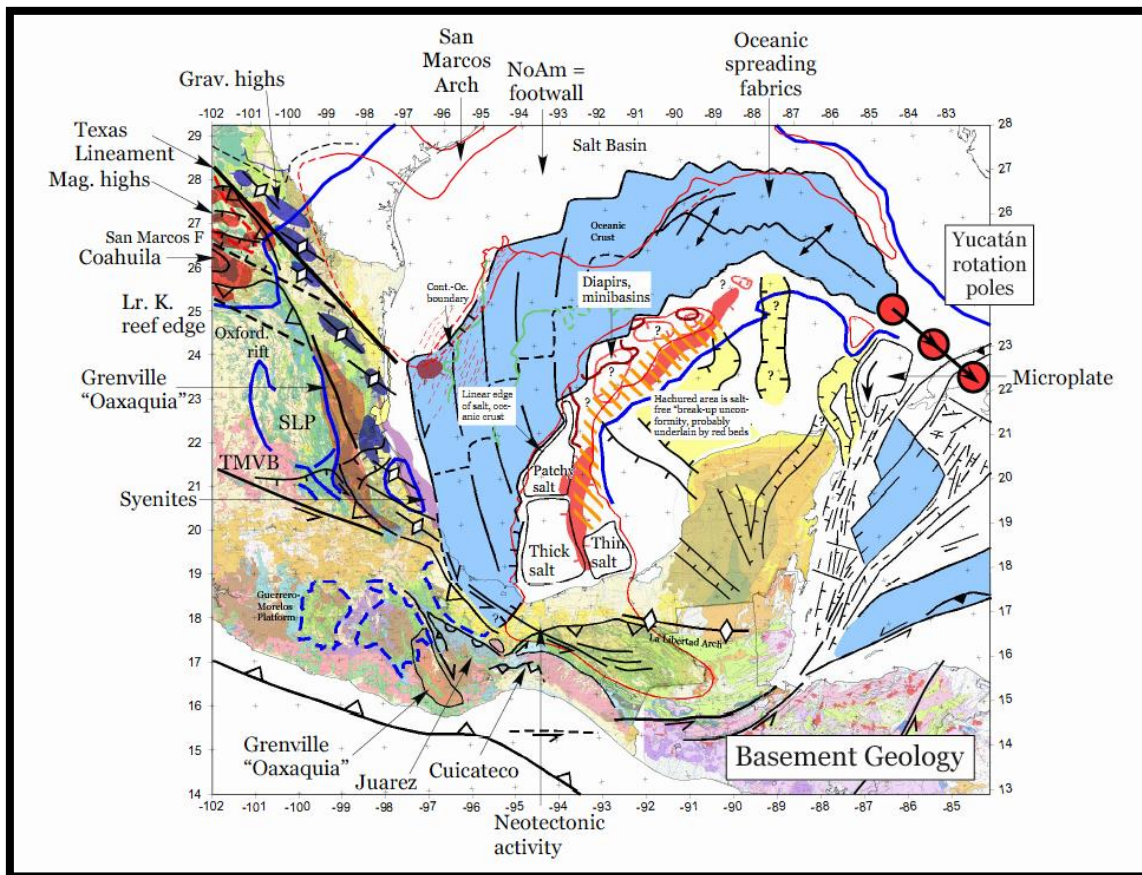 San
Marcos
Arch
NoAm =
footwall
Oceanic
spreading
fabrics
Grav. highs
Texas
Lineament
Mag. highs
San Marcos F
Coahuila
Lr. K.
reef edge
Oxford.
rift
Grenville
"Oaxaquia"
SLP
TMVB
Syenites
-102 -101 -100 -99 -98 -97 -96 -95 -94 -93 -92 -91 -90 -89 -88 -87 -86 -85 -84 -83
29
28
27
26
25
24
23
22
21
20
19
18
17
16
15
14
28
27
26
23
22
21
20
19
18
17
16
15
14
13
Salt Basin
Oceanic
Crust
Yucatán
rotation
poles
Cont.-Oc.
boundary
Diapirs,
minibasins
Microplate
Linear edge
of salt, oce-
anic crust
Hachured area is salt-
free "break-up uncon-
formity, probably
underlain by red beds
Patchy
salt
Thick
salt
Thin
salt
? ? ? ? ? ? ? ? ?
Guerrero-
Morelos
Platform
La Libertad Arch
Grenville
"Oaxaquia"
Juarez
Cuicateco
Neotectonic
activity
Basement Geology
-102 -101 -100 -99 -98 -97 -96 -95 -94 -93 -92 -91 -90 -89 -88 -87 -86 -85